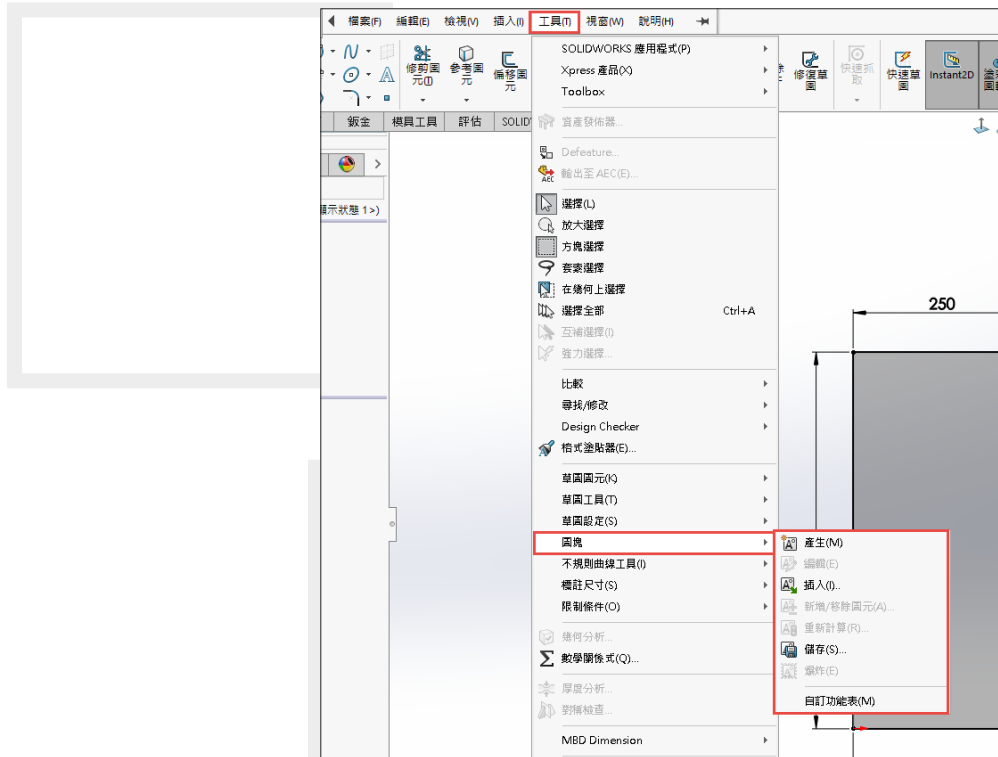 檔案(F) 編輯(E) 檢視(V) 插入(I) 工具(T) 視窗(W) 說明(H)
修剪圖元(I)
參考圖元
偏移圖元
修復草圖
快速抓取
快速草圖
Instant2D
鈑金 模具工具 評估 SOLID
顯示狀態 1>)
SOLIDWORKS 應用程式(P)
Xpress 產品(X)
Toolbox
資產發佈器...
Defeature...
輸出至 AEC(E)...
選擇(L)
放大選擇
方塊選擇
套索選擇
在幾何上選擇
選擇全部 Ctrl+A
互補選擇(I)
強力選擇...
比較
尋找/修改
Design Checker
格式塗貼器(E)...
草圖圖元(K)
草圖工具(T)
草圖設定(S)
圖塊
不規則曲線工具(I)
標註尺寸(S)
限制條件(O)
幾何分析...
數學關係式(Q)...
厚度分析...
對稱檢查...
MBD Dimension
產生(M)
編輯(E)
插入(I)...
新增/移除圖元(A)...
重新計算(R)...
儲存(S)...
爆炸(E)
自訂功能表(M)
250